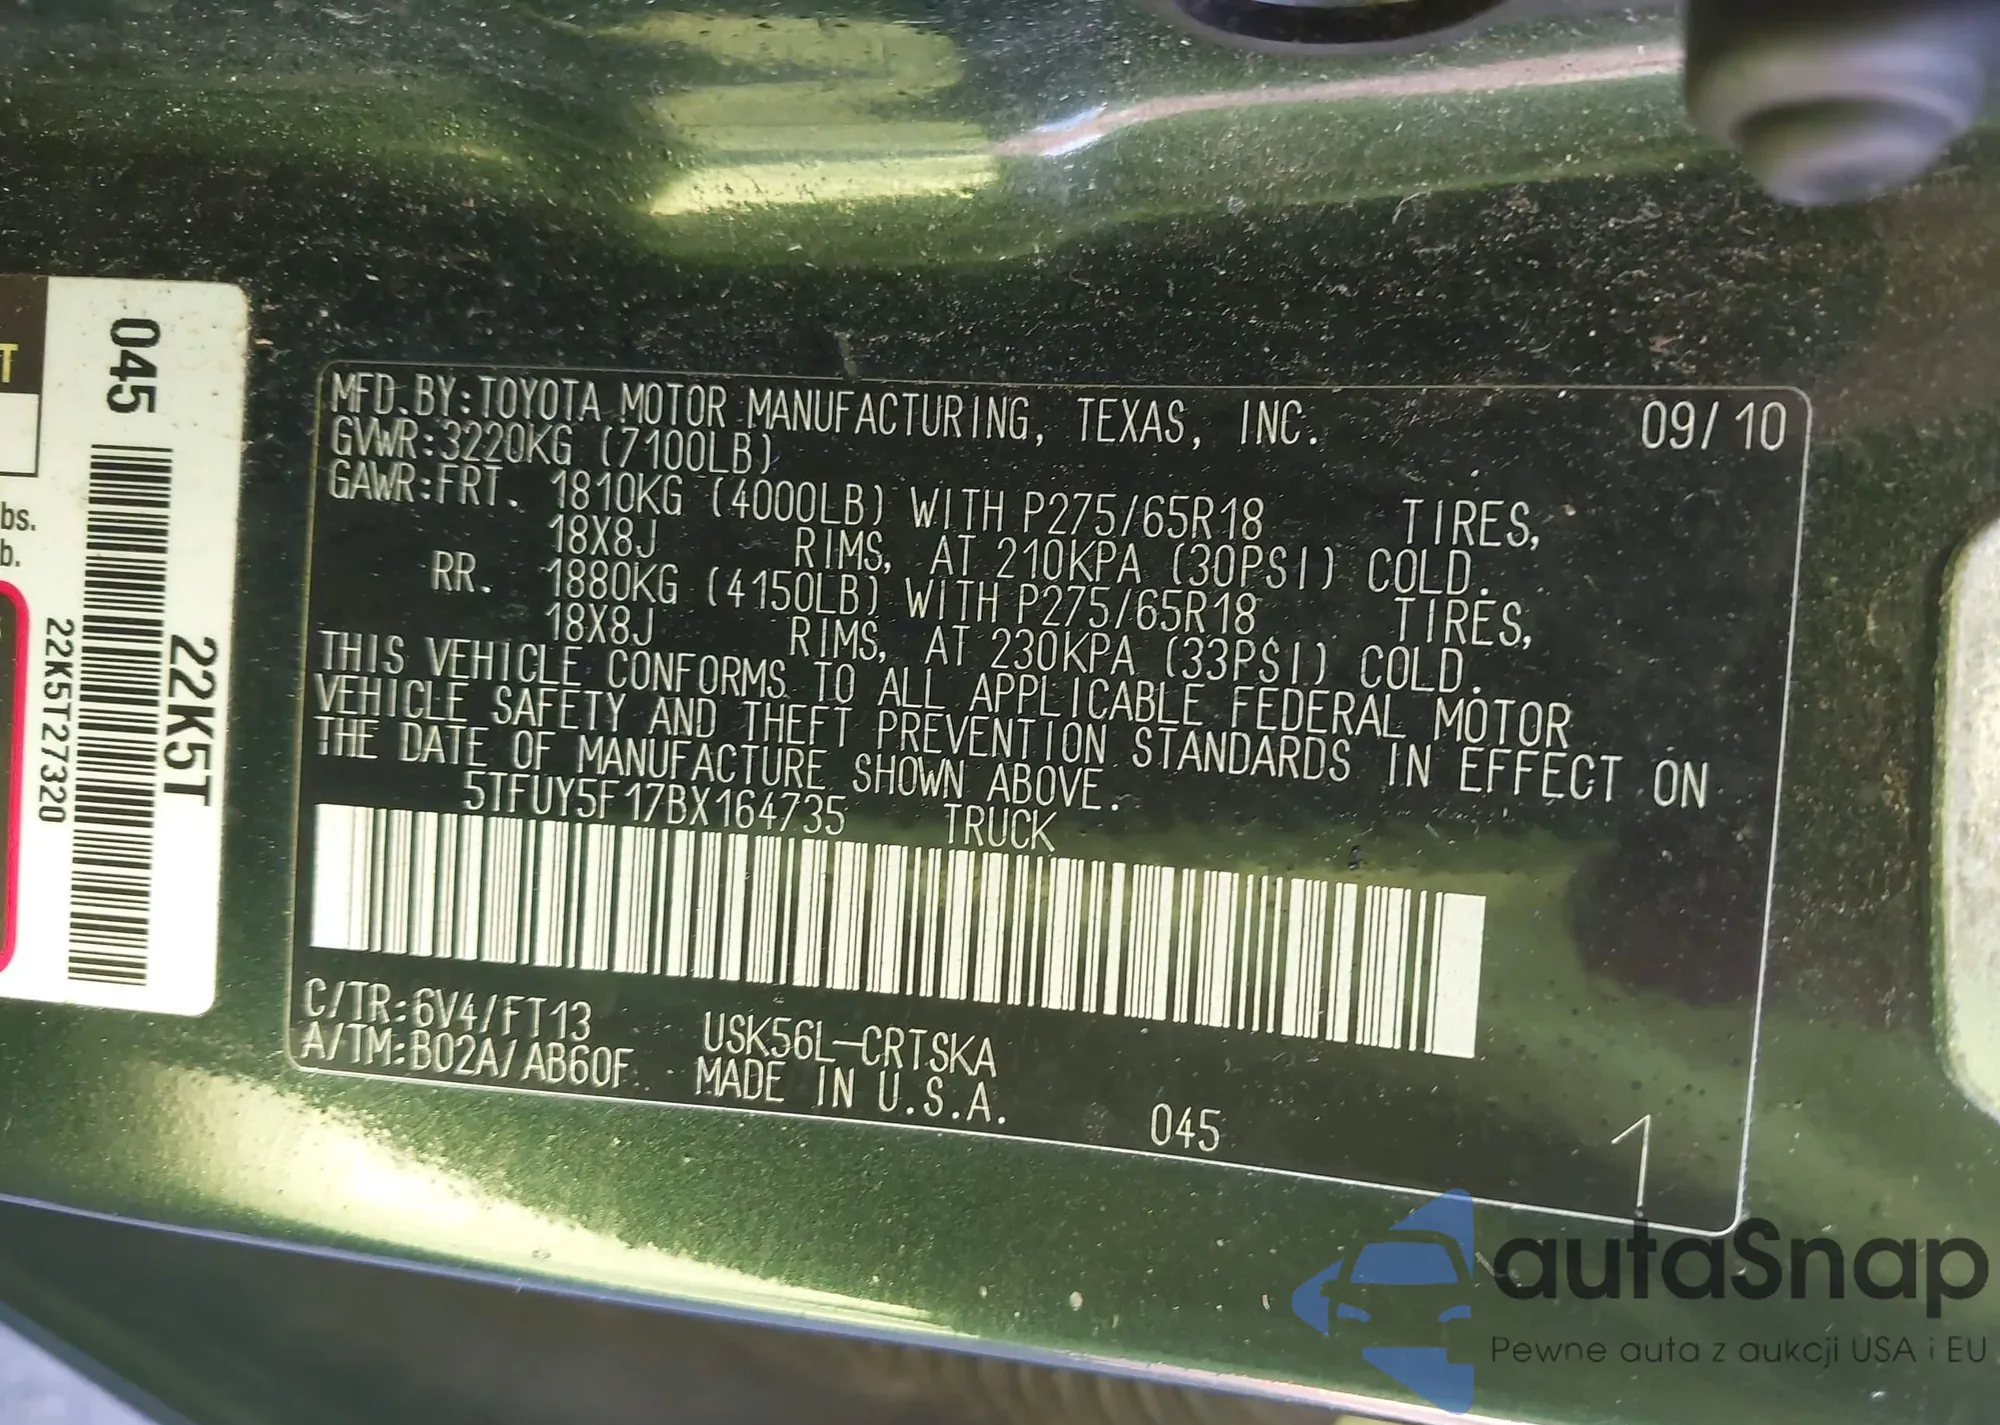 T
bs.
b.
045
22K5T
22K5T27320
MFD.BY:TOYOTA MOTOR MANUFACTURING, TEXAS, INC. 09/10
GVWR:3220KG (7100LB)
GAWR:FRT. 1810KG (4000LB) WITH P275/65R18 TIRES,
18X8J RIMS, AT 210KPA (30PSI) COLD.
RR. 1880KG (4150LB) WITH P275/65R18 TIRES,
18X8J RIMS, AT 230KPA (33PSI) COLD.
THIS VEHICLE CONFORMS TO ALL APPLICABLE FEDERAL MOTOR
VEHICLE SAFETY AND THEFT PREVENTION STANDARDS IN EFFECT ON
THE DATE OF MANUFACTURE SHOWN ABOVE.
5TFUY5F17BX164735 TRUCK
C/TR:6V4/FT13 USK56L-CRTSKA
A/TM:B02A/AB60F MADE IN U.S.A. 045
1
autaSnap
Pewne auta z aukcji USA i EU